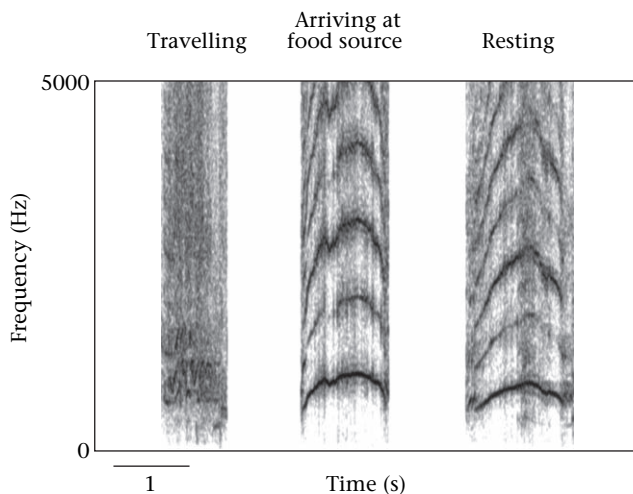 Travelling
Arriving at
food source
Resting
5000
Frequency (Hz)
0
1
Time (s)